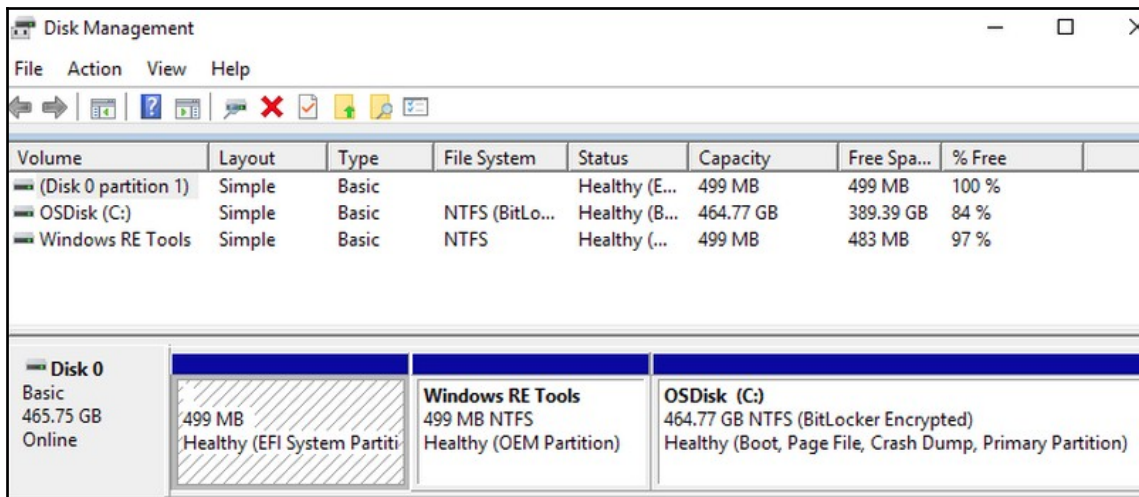 Disk Management
File Action View Help
Volume Layout Type File System Status Capacity Free Spa... % Free
(Disk 0 partition 1) Simple Basic Healthy (E... 499 MB 499 MB 100 %
OSDisk (C:) Simple Basic NTFS (BitLo... Healthy (B... 464.77 GB 389.39 GB 84 %
Windows RE Tools Simple Basic NTFS Healthy (... 499 MB 483 MB 97 %
Disk 0
Basic
465.75 GB
Online
499 MB
Healthy (EFI System Partiti
Windows RE Tools
499 MB NTFS
Healthy (OEM Partition)
OSDisk (C:)
464.77 GB NTFS (BitLocker Encrypted)
Healthy (Boot, Page File, Crash Dump, Primary Partition)